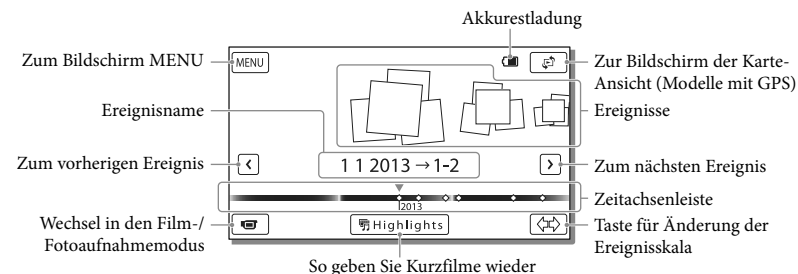 Akkurestladung
Zum Bildschirm MENU
MENU
Zur Bildschirm der Karte-
Ansicht (Modelle mit GPS)
Ereignisname
Ereignisse
Zum vorherigen Ereignis
1 1 2013 → 1-2
Zum nächsten Ereignis
Zeitachsenleiste
2013
Wechsel in den Film-/
Fotoaufnahmemodus
Highlights
Taste für Änderung der
Ereignisskala
So geben Sie Kurzfilme wieder